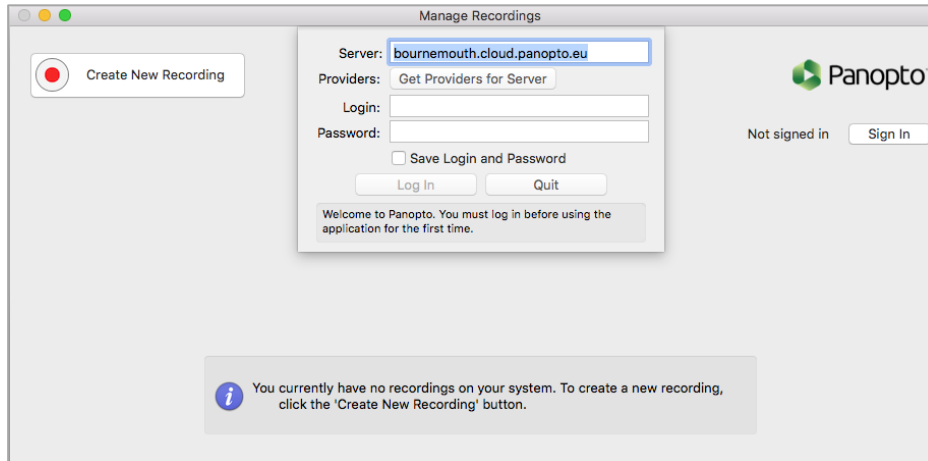 Manage Recordings
Create New Recording
Server: bournemouth.cloud.panopto.eu
Providers: Get Providers for Server
Login:
Password:
Save Login and Password
Log In Quit
Welcome to Panopto. You must log in before using the
application for the first time.
Panopto
Not signed in Sign In
i
You currently have no recordings on your system. To create a new recording,
click the 'Create New Recording' button.